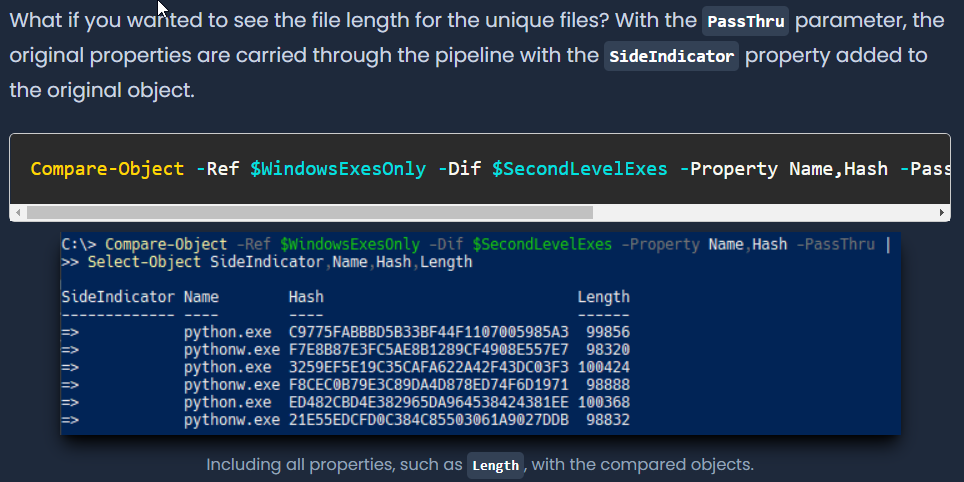 What if you wanted to see the file length for the unique files? With the PassThru parameter, the
original properties are carried through the pipeline with the SideIndicator property added to
the original object.
Compare-Object -Ref $WindowsExesOnly -Dif $SecondLevelExes -Property Name,Hash -Pass
C:\> Compare-Object -Ref $WindowsExesOnly -Dif $SecondLevelExes -Property Name,Hash -PassThru |
>> Select-Object SideIndicator,Name,Hash,Length
SideIndicator Name Hash Length
------------- ---- ---- ------
=> python.exe C9775FABBBD5B33BF44F1107005985A3 99856
=> pythonw.exe F7E8B87E3FC5AE8B1289CF4908E557E7 98320
=> python.exe 3259EF5E19C35CAFA622A42F43DC03F3 100424
=> pythonw.exe F8CEC0B79E3C89DA4D878ED74F6D1971 98888
=> python.exe ED482CBD4E382965DA964538424381EE 100368
=> pythonw.exe 21E55EDCFD0C384C85503061A9027DDB 98832
Including all properties, such as Length, with the compared objects.